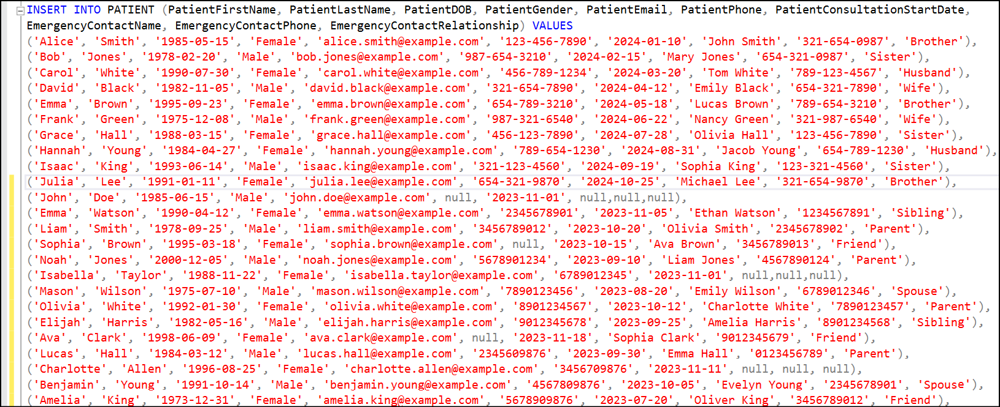 INSERT INTO PATIENT (PatientFirstName, PatientLastName, PatientDOB, PatientGender, PatientEmail, PatientPhone, PatientConsultationStartDate,
EmergencyContactName, EmergencyContactPhone, EmergencyContactRelationship) VALUES
('Alice', 'Smith', '1985-05-15', 'Female', 'alice.smith@example.com', '123-456-7890', '2024-01-10', 'John Smith', '321-654-0987', 'Brother'),
('Bob', 'Jones', '1978-02-20', 'Male', 'bob.jones@example.com', '987-654-3210', '2024-02-15', 'Mary Jones', '654-321-0987', 'Sister'),
('Carol', 'White', '1990-07-30', 'Female', 'carol.white@example.com', '456-789-1234', '2024-03-20', 'Tom White', '789-123-4567', 'Husband'),
('David', 'Black', '1982-11-05', 'Male', 'david.black@example.com', '321-654-7890', '2024-04-12', 'Emily Black', '654-321-7890', 'Wife'),
('Emma', 'Brown', '1995-09-23', 'Female', 'emma.brown@example.com', '654-789-3210', '2024-05-18', 'Lucas Brown', '789-654-3210', 'Brother'),
('Frank', 'Green', '1975-12-08', 'Male', 'frank.green@example.com', '987-321-6540', '2024-06-22', 'Nancy Green', '321-987-6540', 'Wife'),
('Grace', 'Hall', '1988-03-15', 'Female', 'grace.hall@example.com', '456-123-7890', '2024-07-28', 'Olivia Hall', '123-456-7890', 'Sister'),
('Hannah', 'Young', '1984-04-27', 'Female', 'hannah.young@example.com', '789-654-1230', '2024-08-31', 'Jacob Young', '654-789-1230', 'Husband'),
('Isaac', 'King', '1993-06-14', 'Male', 'isaac.king@example.com', '321-123-4560', '2024-09-19', 'Sophia King', '123-321-4560', 'Sister'),
('Julia', 'Lee', '1991-01-11', 'Female', 'julia.lee@example.com', '654-321-9870', '2024-10-25', 'Michael Lee', '321-654-9870', 'Brother'),
('John', 'Doe', '1985-06-15', 'Male', 'john.doe@example.com', null, '2023-11-01', null,null,null),
('Emma', 'Watson', '1990-04-12', 'Female', 'emma.watson@example.com', '2345678901', '2023-11-05', 'Ethan Watson', '1234567891', 'Sibling'),
('Liam', 'Smith', '1978-09-25', 'Male', 'liam.smith@example.com', '3456789012', '2023-10-20', 'Olivia Smith', '2345678902', 'Parent'),
('Sophia', 'Brown', '1995-03-18', 'Female', 'sophia.brown@example.com', null, '2023-10-15', 'Ava Brown', '3456789013', 'Friend'),
('Noah', 'Jones', '2000-12-05', 'Male', 'noah.jones@example.com', '5678901234', '2023-09-10', 'Liam Jones', '4567890124', 'Parent'),
('Isabella', 'Taylor', '1988-11-22', 'Female', 'isabella.taylor@example.com', '6789012345', '2023-11-01', null,null,null),
('Mason', 'Wilson', '1975-07-10', 'Male', 'mason.wilson@example.com', '7890123456', '2023-08-20', 'Emily Wilson', '6789012346', 'Spouse'),
('Olivia', 'White', '1992-01-30', 'Female', 'olivia.white@example.com', '8901234567', '2023-10-12', 'Charlotte White', '7890123457', 'Parent'),
('Elijah', 'Harris', '1982-05-16', 'Male', 'elijah.harris@example.com', '9012345678', '2023-09-25', 'Amelia Harris', '8901234568', 'Sibling'),
('Ava', 'Clark', '1998-06-09', 'Female', 'ava.clark@example.com', null, '2023-11-18', 'Sophia Clark', '9012345679', 'Friend'),
('Lucas', 'Hall', '1984-03-12', 'Male', 'lucas.hall@example.com', '2345609876', '2023-09-30', 'Emma Hall', '0123456789', 'Parent'),
('Charlotte', 'Allen', '1996-08-25', 'Female', 'charlotte.allen@example.com', '3456709876', '2023-11-11', null, null, null),
('Benjamin', 'Young', '1991-10-14', 'Male', 'benjamin.young@example.com', '4567809876', '2023-10-05', 'Evelyn Young', '2345678901', 'Spouse'),
('Amelia', 'King', '1973-12-31', 'Female', 'amelia.king@example.com', '5678909876', '2023-07-20', 'Oliver King', '3456789012', 'Friend'),